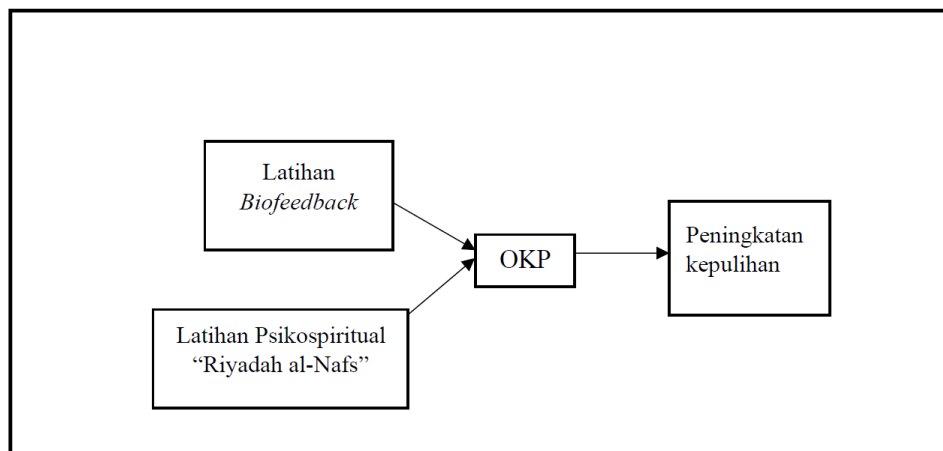 Latihan
Biofeedback
OKP
Peningkatan
kepulihan
Latihan Psikospiritual
“Riyadah al-Nafs”